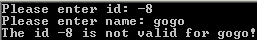 Please enter id: -8
Please enter name: gogo
The id -8 is not valid for gogo!